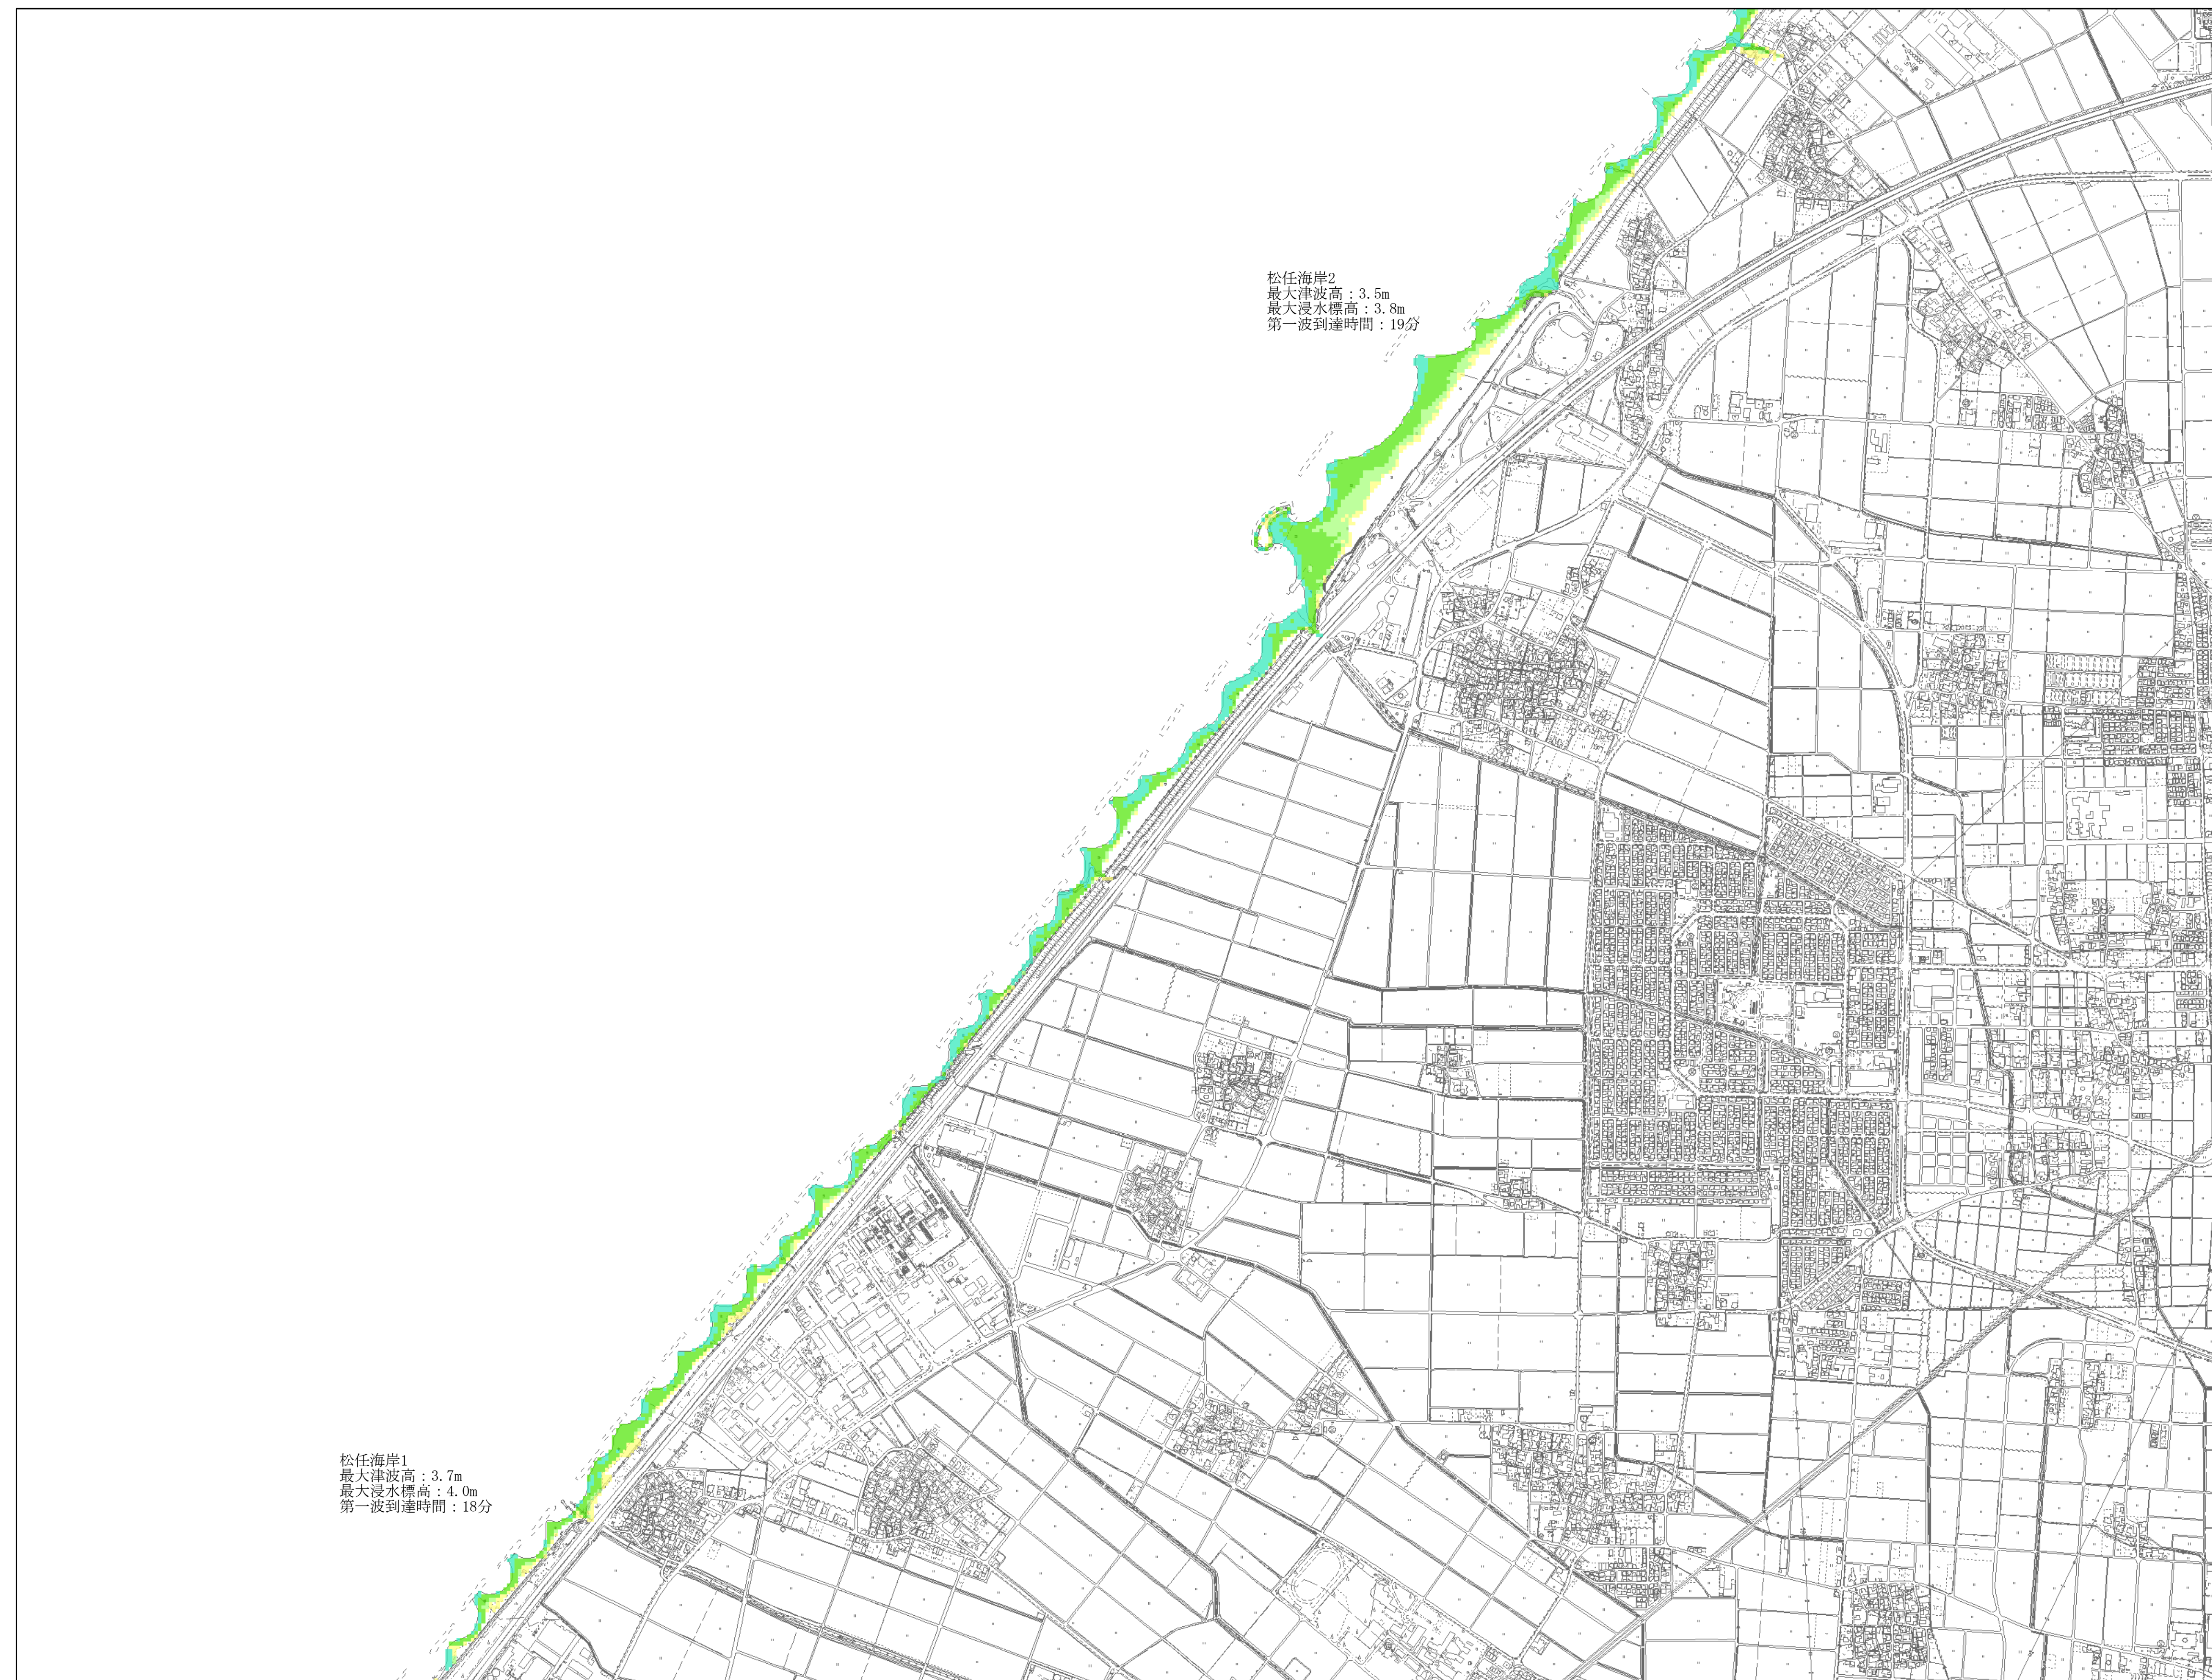 松任海岸2
最大津波高：3.5m
最大浸水標高：3.8m
第一波到達時間：19分
松任海岸1
最大津波高：3.7m
最大浸水標高：4.0m
第一波到達時間：18分